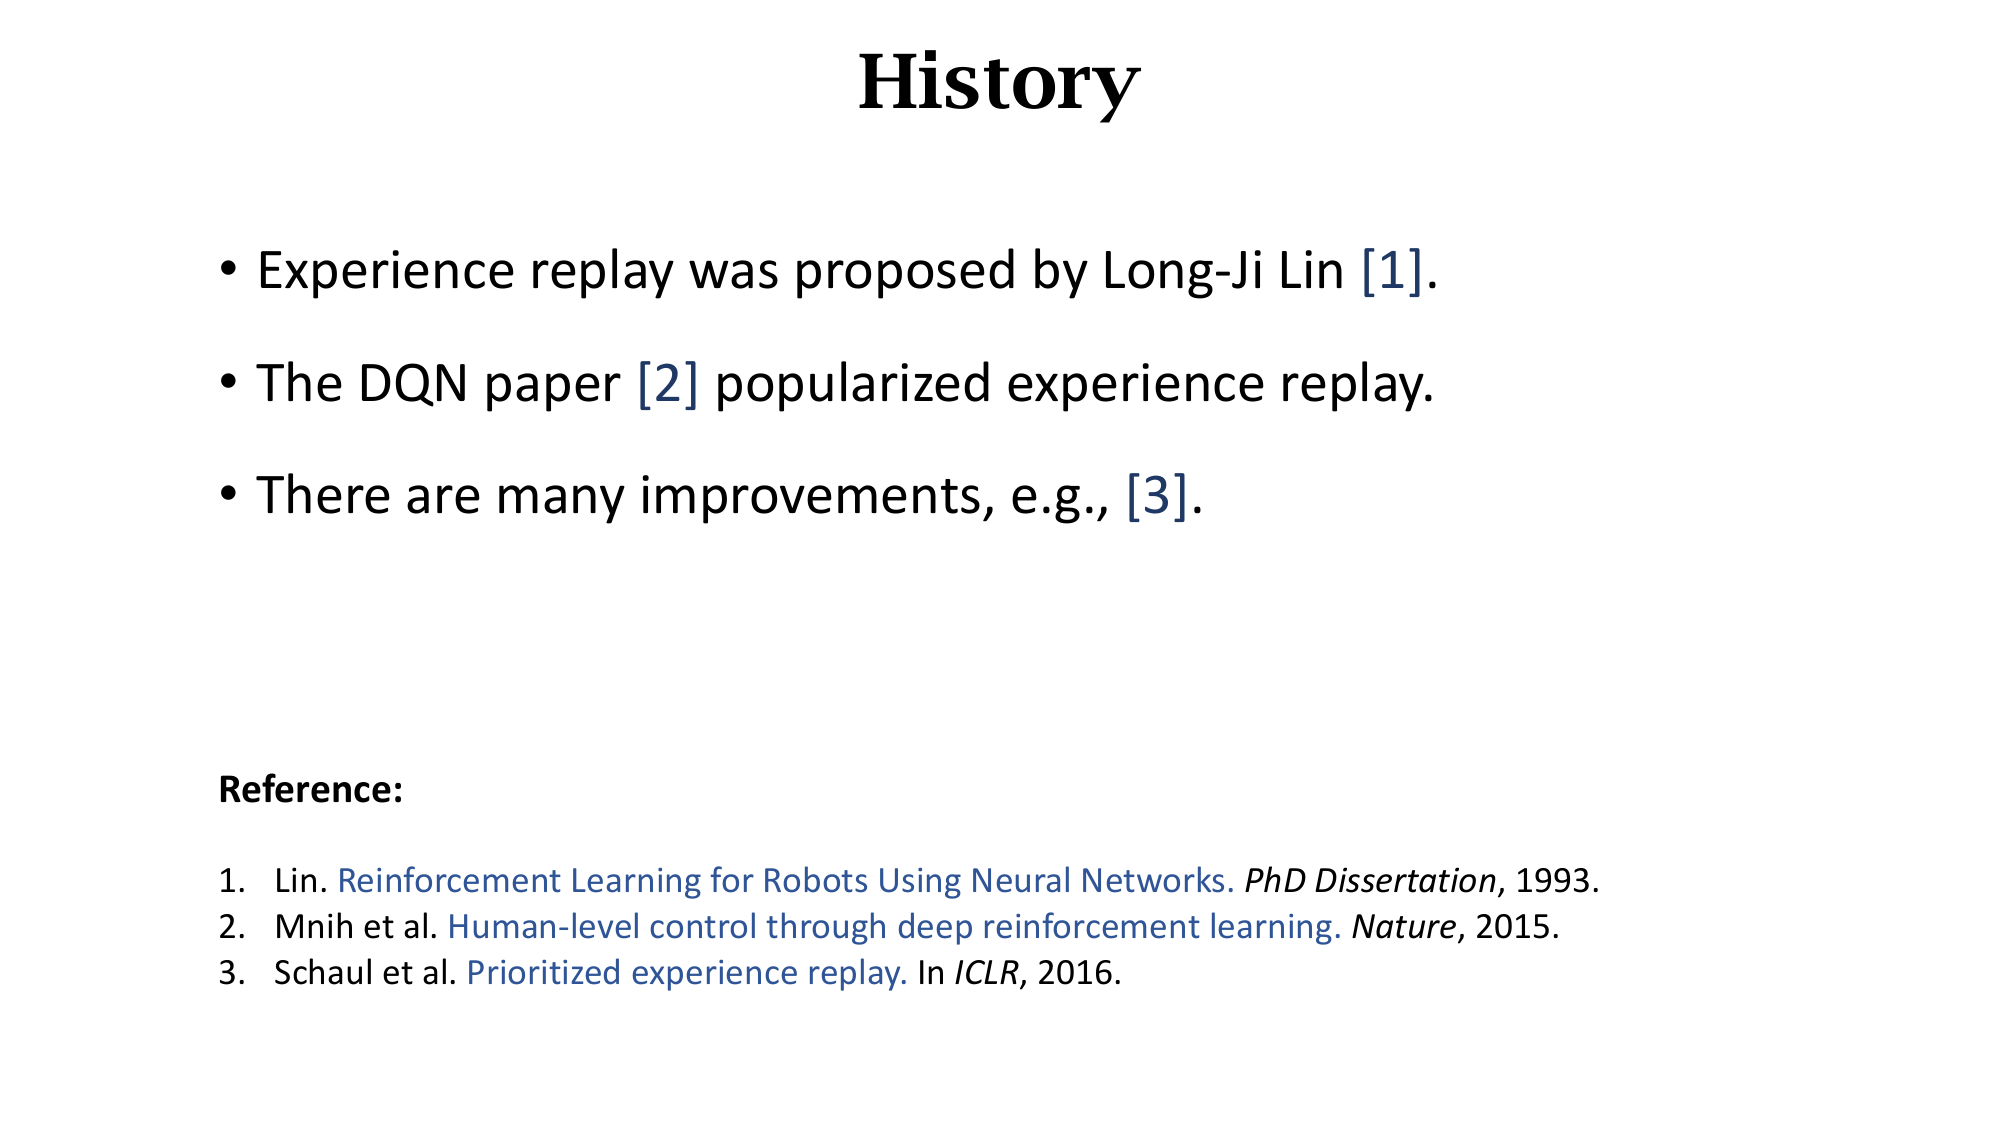 History
• Experience replay was proposed by Long-Ji Lin [1].
• The DQN paper [2] popularized experience replay.
• There are many improvements, e.g., [3].
Reference:
1. Lin. Reinforcement Learning for Robots Using Neural Networks. PhD Dissertation, 1993.
2. Mnih et al. Human-level control through deep reinforcement learning. Nature, 2015.
3. Schaul et al. Prioritized experience replay. In ICLR, 2016.